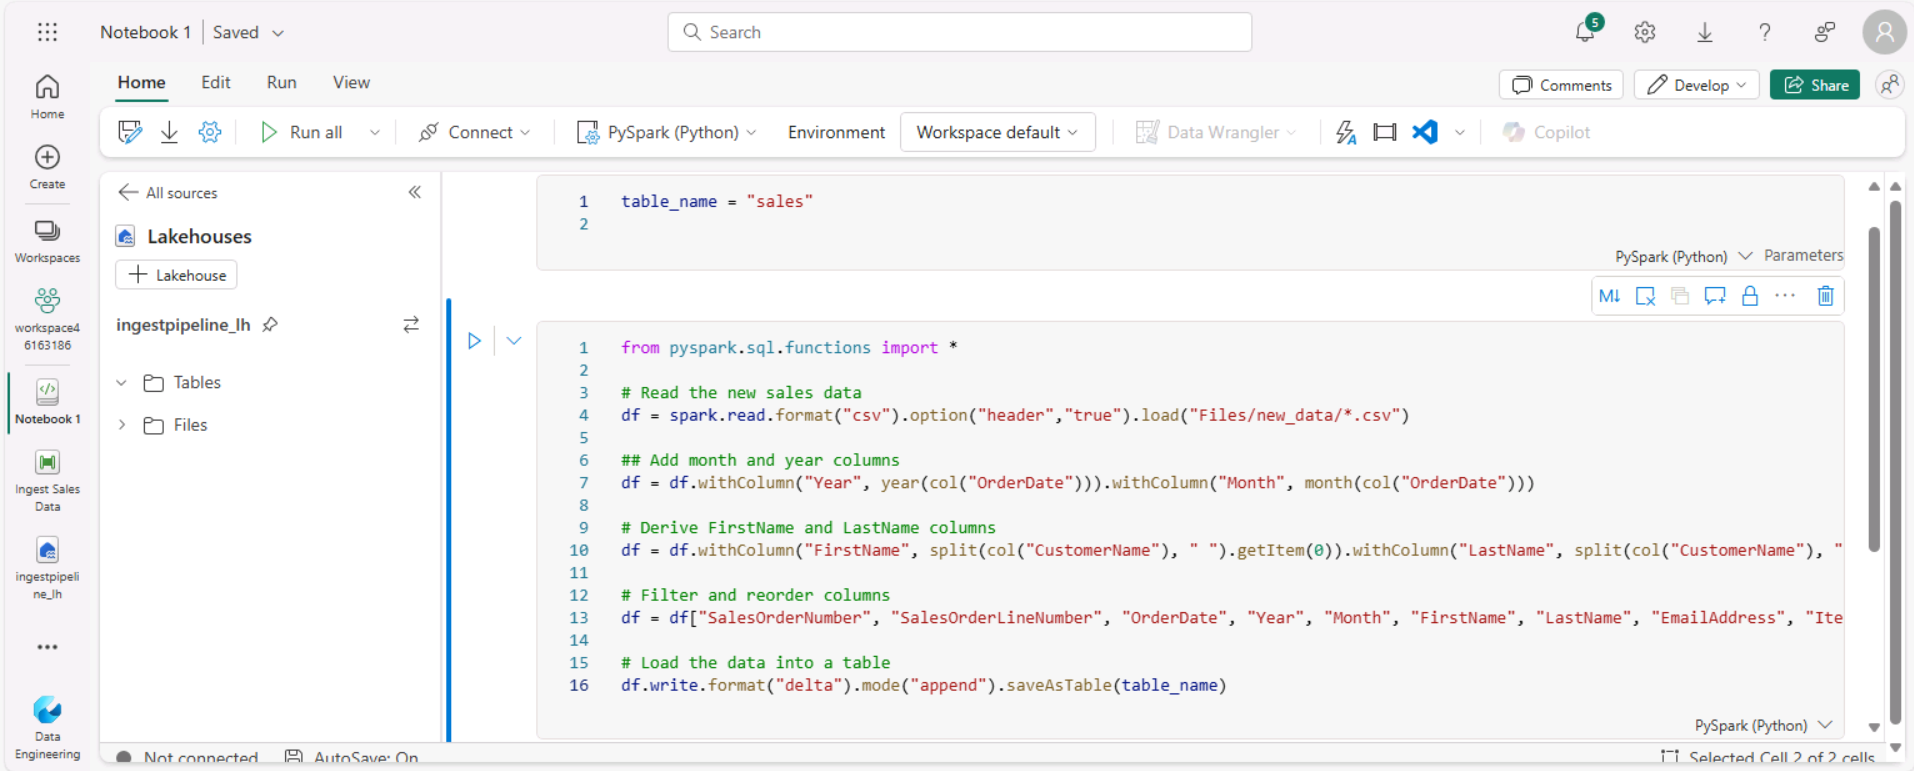 Notebook 1 | Saved
Search
5
Home Edit Run View
Comments Develop Share
Run all Connect PySpark (Python) Environment Workspace default Data Wrangler Copilot
Home
Create
Workspaces
workspace4
6163186
Notebook 1
Ingest Sales
Data
ingestpipeli
ne_lh
Data
Engineering
All sources
Lakehouses
Lakehouse
ingestpipeline_lh
Tables
Files
1 table_name = "sales"
2
PySpark (Python) Parameters
M↓
1 from pyspark.sql.functions import *
2
3 # Read the new sales data
4 df = spark.read.format("csv").option("header","true").load("Files/new_data/*.csv")
5
6 ## Add month and year columns
7 df = df.withColumn("Year", year(col("OrderDate"))).withColumn("Month", month(col("OrderDate")))
8
9 # Derive FirstName and LastName columns
10 df = df.withColumn("FirstName", split(col("CustomerName"), " ").getItem(0)).withColumn("LastName", split(col("CustomerName"), "
11
12 # Filter and reorder columns
13 df = df["SalesOrderNumber", "SalesOrderLineNumber", "OrderDate", "Year", "Month", "FirstName", "LastName", "EmailAddress", "Ite
14
15 # Load the data into a table
16 df.write.format("delta").mode("append").saveAsTable(table_name)
PySpark (Python)
Not connected AutoSave: On Selected Cell 2 of 2 cells